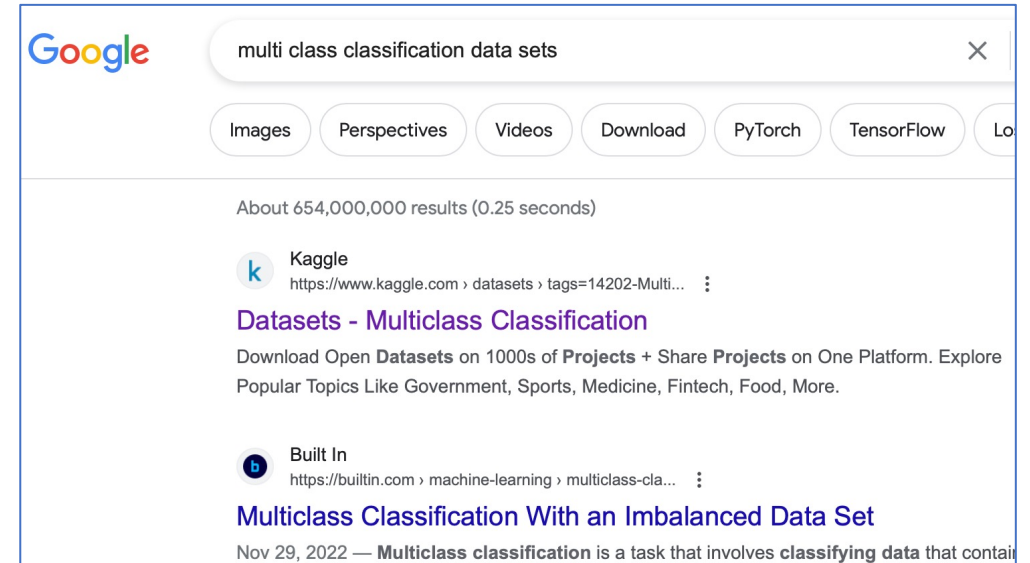 Google
multi class classification data sets
Images Perspectives Videos Download PyTorch TensorFlow
About 654,000,000 results (0.25 seconds)
k
Kaggle
https://www.kaggle.com › datasets › tags=14202-Multi...
Datasets - Multiclass Classification
Download Open Datasets on 1000s of Projects + Share Projects on One Platform. Explore
Popular Topics Like Government, Sports, Medicine, Fintech, Food, More.
b
Built In
https://builtin.com › machine-learning › multiclass-cla...
Multiclass Classification With an Imbalanced Data Set
Nov 29, 2022 — Multiclass classification is a task that involves classifying data that